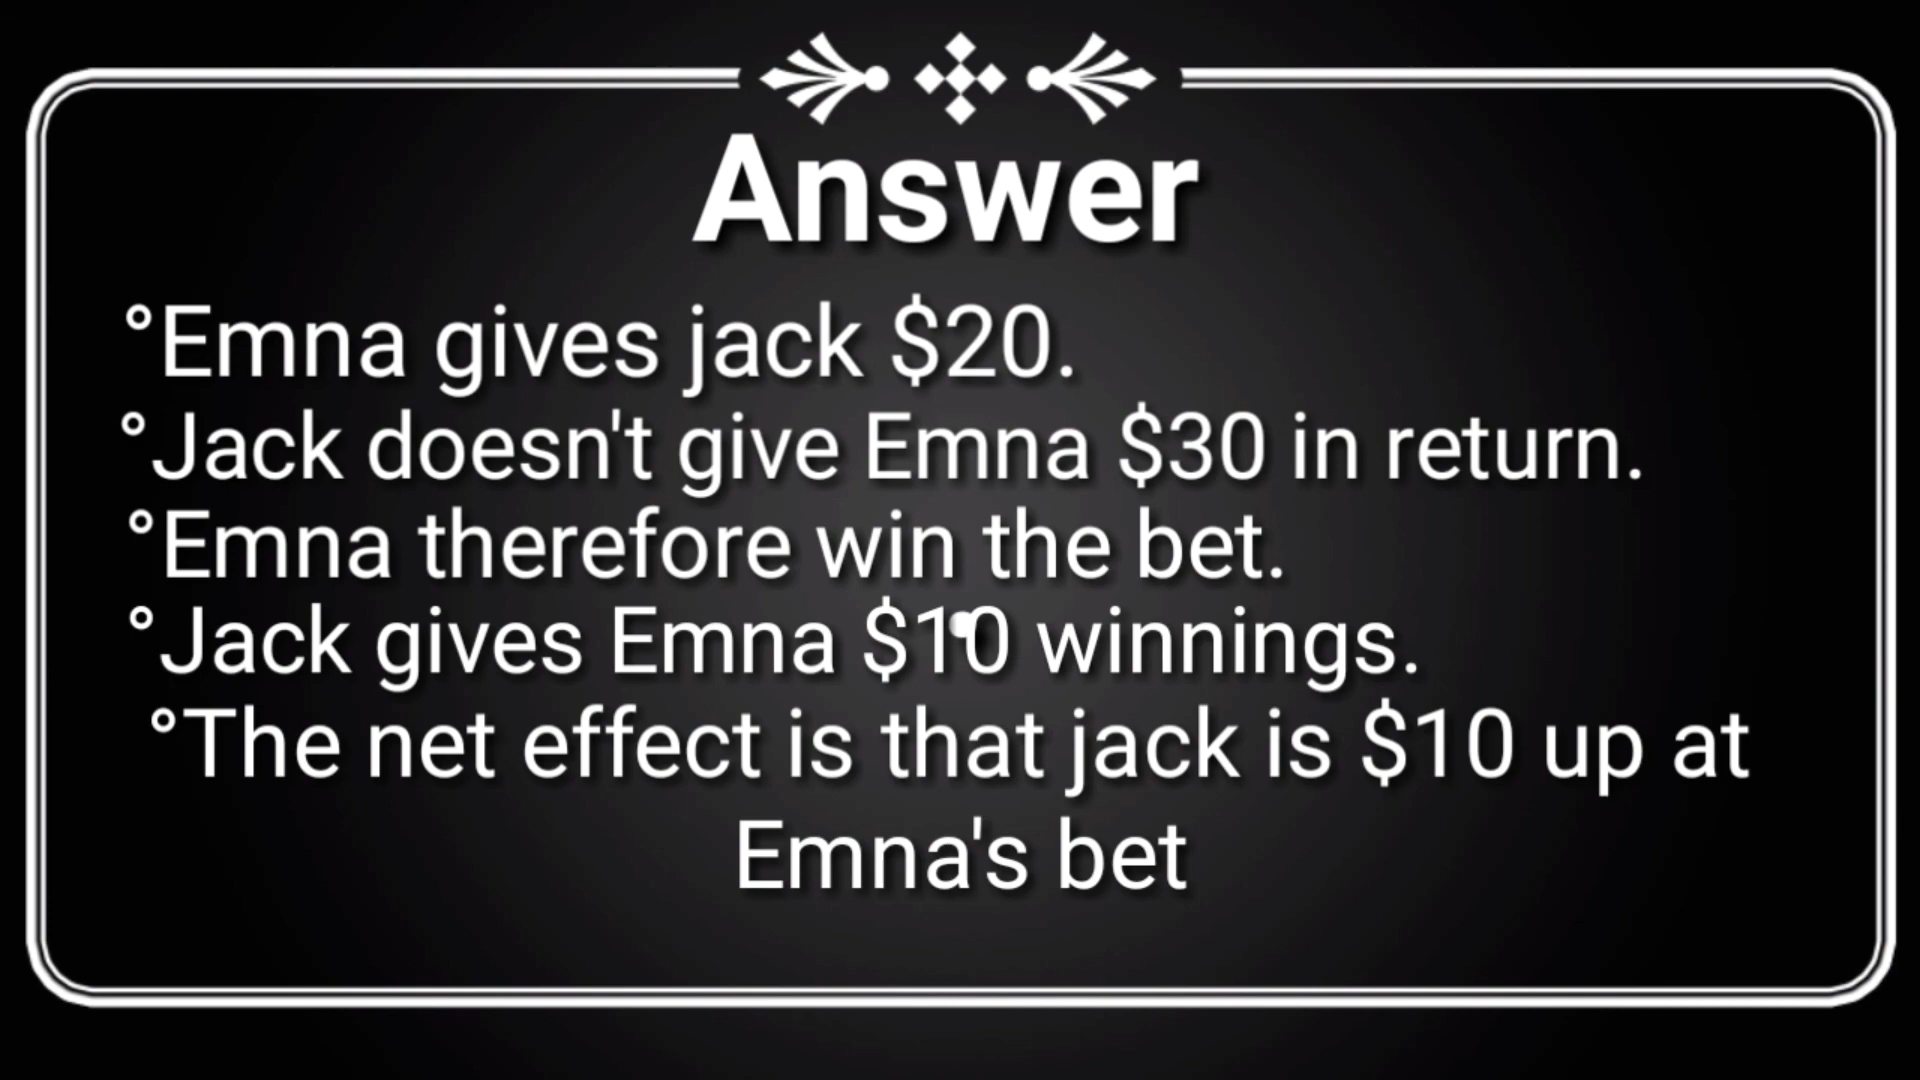 Answer
°Emna gives jack $20.
°Jack doesn't give Emna $30 in return.
°Emna therefore win the bet.
°Jack gives Emna $10 winnings.
°The net effect is that jack is $10 up at
Emna's bet